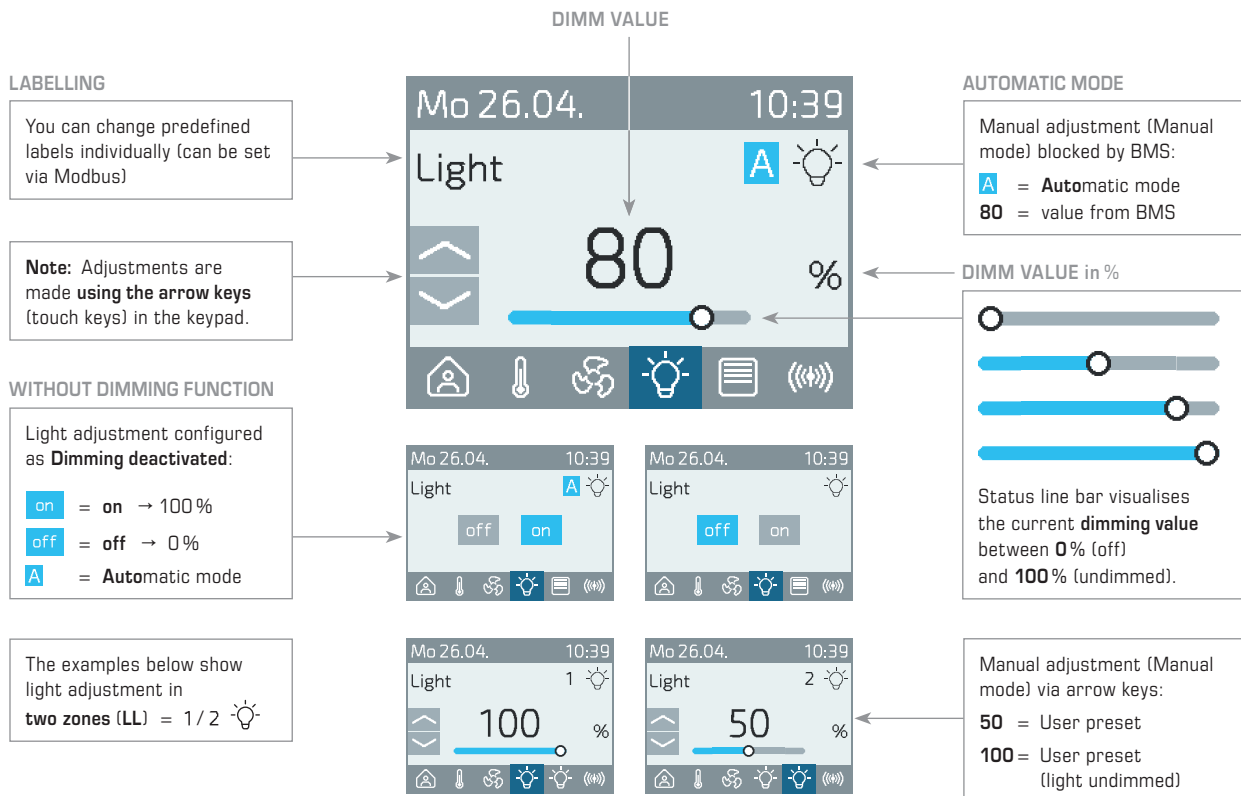 DIMM VALUE
LABELLING
You can change predefined
labels individually (can be set
via Modbus)
Note: Adjustments are
made using the arrow keys
(touch keys) in the keypad.
Mo 26.04. 10:39
Light A
80
%
AUTOMATIC MODE
Manual adjustment (Manual
mode) blocked by BMS:
A = Automatic mode
80 = value from BMS
DIMM VALUE in %
Status line bar visualises
the current dimming value
between 0 % (off)
and 100 % (undimmed).
WITHOUT DIMMING FUNCTION
Light adjustment configured
as Dimming deactivated:
on = on → 100 %
off = off → 0 %
A = Automatic mode
Mo 26.04. 10:39
Light A
off on
Mo 26.04. 10:39
Light
off on
The examples below show
light adjustment in
two zones (LL) = 1 / 2
Mo 26.04. 10:39
Light 1
100 %
Mo 26.04. 10:39
Light 2
50 %
Manual adjustment (Manual
mode) via arrow keys:
50 = User preset
100 = User preset
(light undimmed)